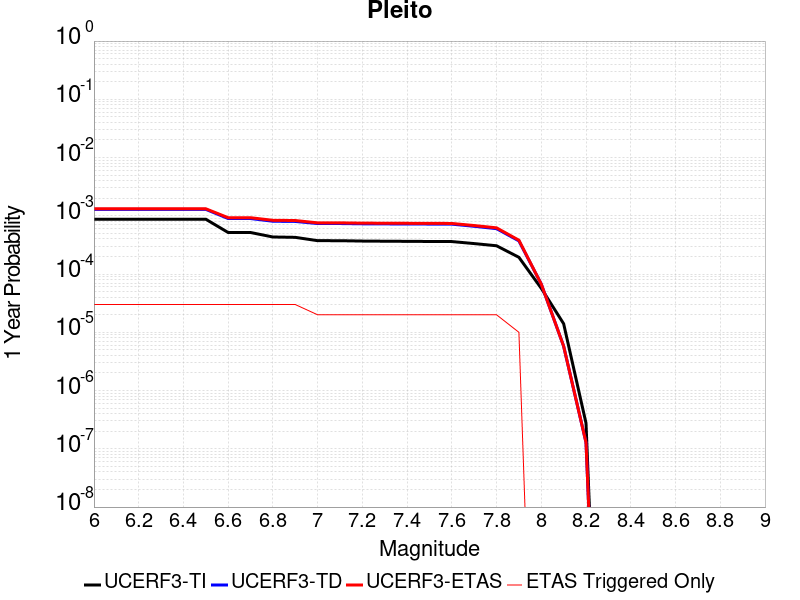 Pleito
10^0
10^-1
10^-2
10^-3
10^-4
10^-5
10^-6
10^-7
10^-8
1 Year Probability
6 6.2 6.4 6.6 6.8 7 7.2 7.4 7.6 7.8 8 8.2 8.4 8.6 8.8 9
Magnitude
UCERF3-TI UCERF3-TD UCERF3-ETAS ETAS Triggered Only